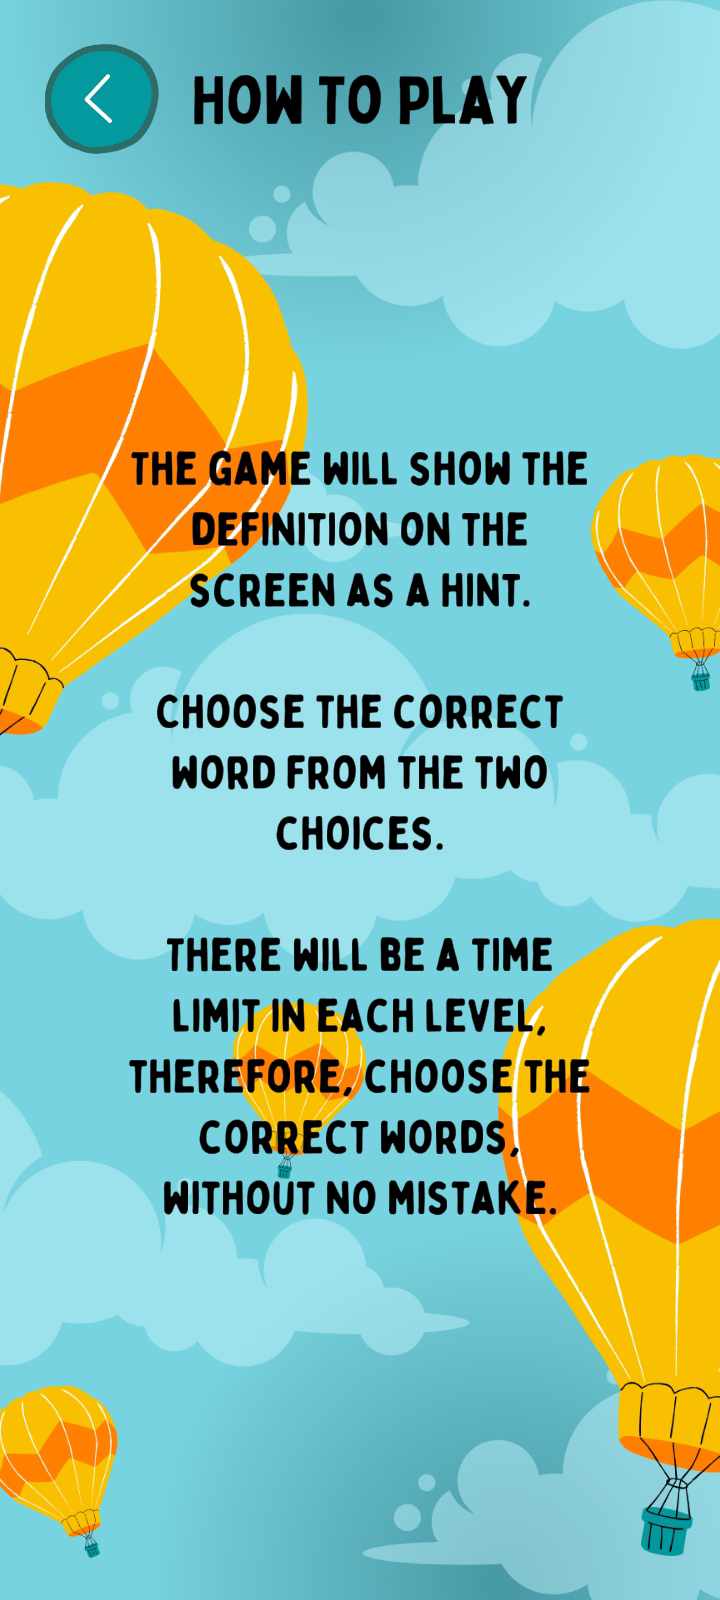 HOW TO PLAY
THE GAME WILL SHOW THE
DEFINITION ON THE
SCREEN AS A HINT.
CHOOSE THE CORRECT
WORD FROM THE TWO
CHOICES.
THERE WILL BE A TIME
LIMIT IN EACH LEVEL,
THEREFORE, CHOOSE THE
CORRECT WORDS,
WITHOUT NO MISTAKE.